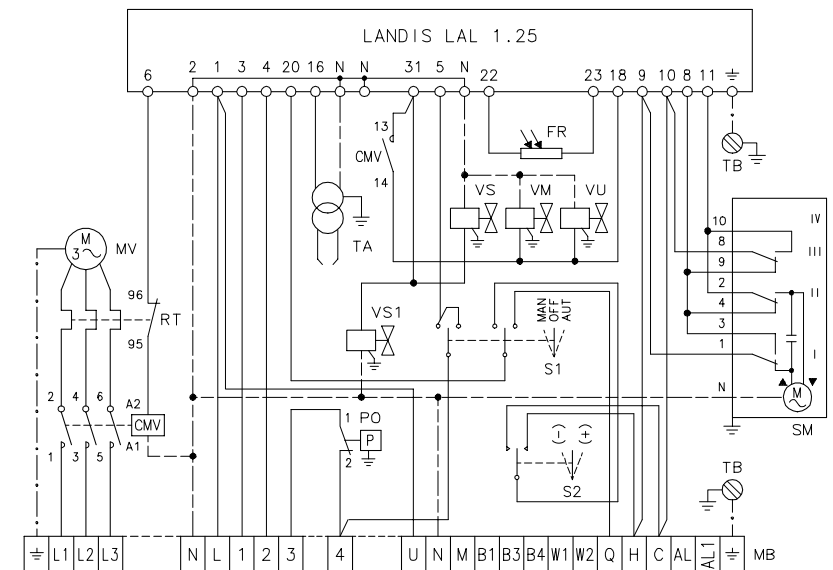 LANDIS LAL 1.25
6 2 1 3 4 20 16 N N 31 5 N 22 23 18 9 10 8 11
13
CMV
14
FR
TB
TA
VS VM VU
10 IV
8 III
9
2 II
4
3
1 I
N
M
SM
M
3
MV
96
RT
95
VS1
MAN
OFF
AUT
S1
2 4 6 A2
CMV
1 3 5 A1
1 PO
P
2
(-) (+)
S2
TB
L1 L2 L3 N L 1 2 3 4 U N M B1 B3 B4 W1 W2 Q H C AL AL1 MB